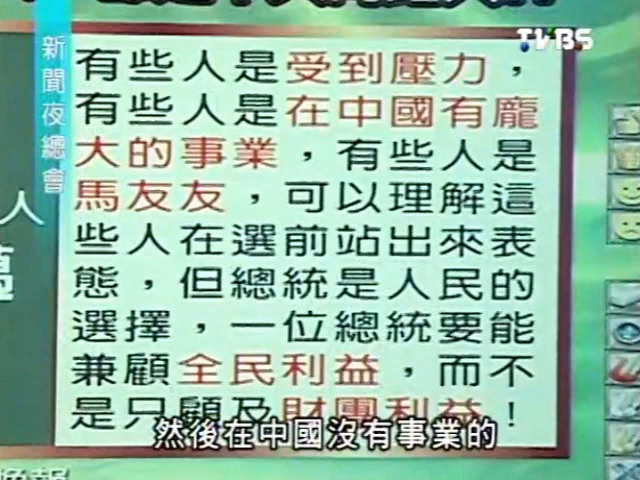 TVBS
新聞夜總會
有些人是受到壓力，
有些人是在中國有龐
大的事業，有些人是
馬友友，可以理解這
些人在選前站出來表
態，但總統是人民的
選擇，一位總統要能
兼顧全民利益，而不
是只顧及財團利益！
人
然後在中國沒有事業的
晚報